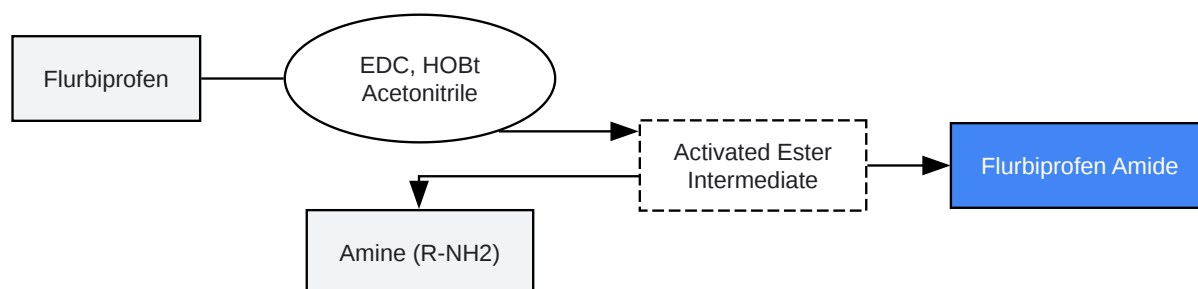 Flurbiprofen
EDC, HOBt
Acetonitrile
Activated Ester
Intermediate
Flurbiprofen Amide
Amine (R-NH2)